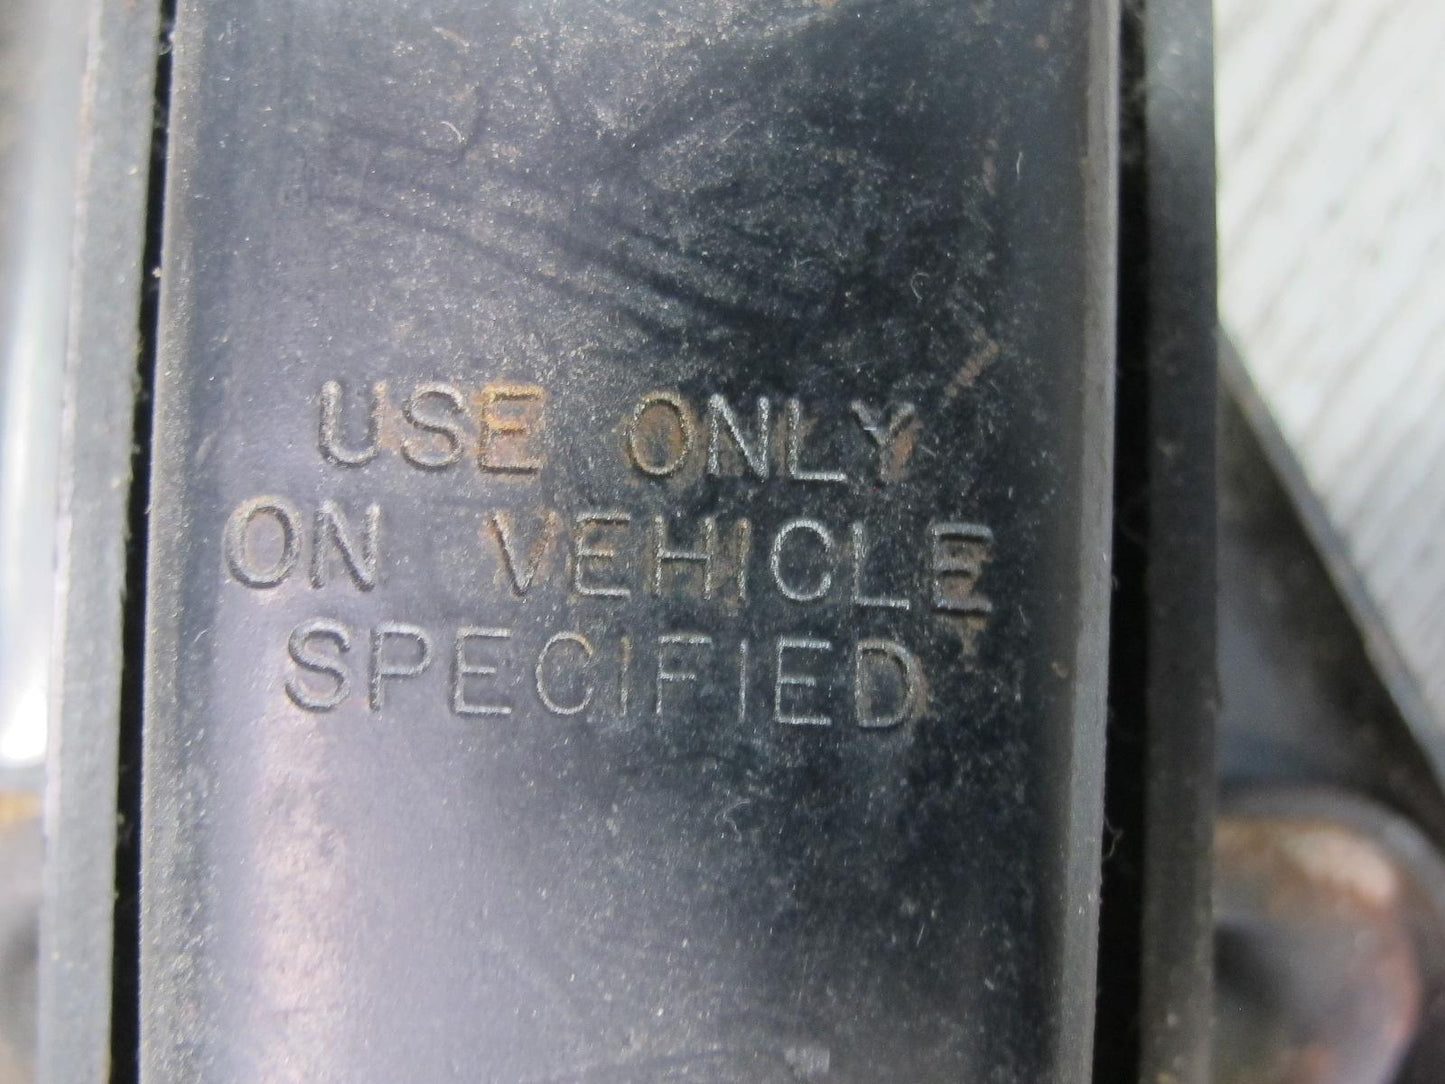 USE ONLY
ON VEHICLE
SPECIFIED